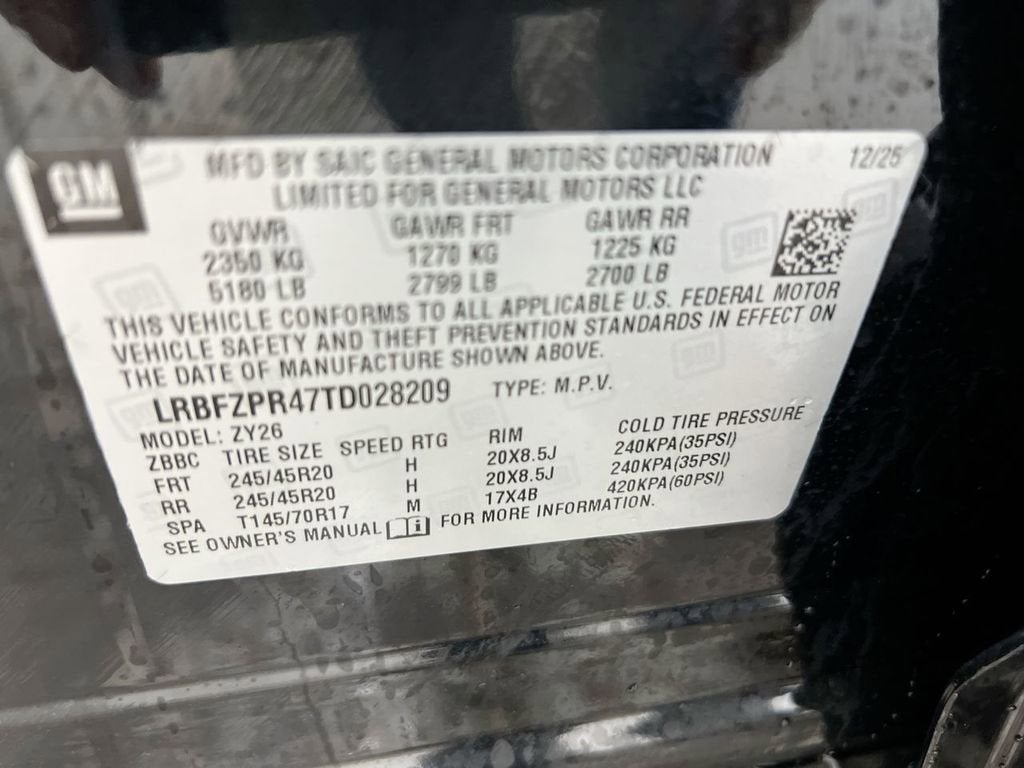 GM
MFD BY SAIC GENERAL MOTORS CORPORATION 12/25
LIMITED FOR GENERAL MOTORS LLC
GVWR GAWR FRT GAWR RR
2350 KG 1270 KG 1225 KG
5180 LB 2799 LB 2700 LB
THIS VEHICLE CONFORMS TO ALL APPLICABLE U.S. FEDERAL MOTOR
VEHICLE SAFETY AND THEFT PREVENTION STANDARDS IN EFFECT ON
THE DATE OF MANUFACTURE SHOWN ABOVE.
LRBFZPR47TD028209 TYPE: M.P.V.
MODEL: ZY26
ZBBC TIRE SIZE SPEED RTG RIM COLD TIRE PRESSURE
FRT 245/45R20 H 20X8.5J 240KPA(35PSI)
RR 245/45R20 H 20X8.5J 240KPA(35PSI)
SPA T145/70R17 M 17X4B 420KPA(60PSI)
SEE OWNER'S MANUAL i FOR MORE INFORMATION.